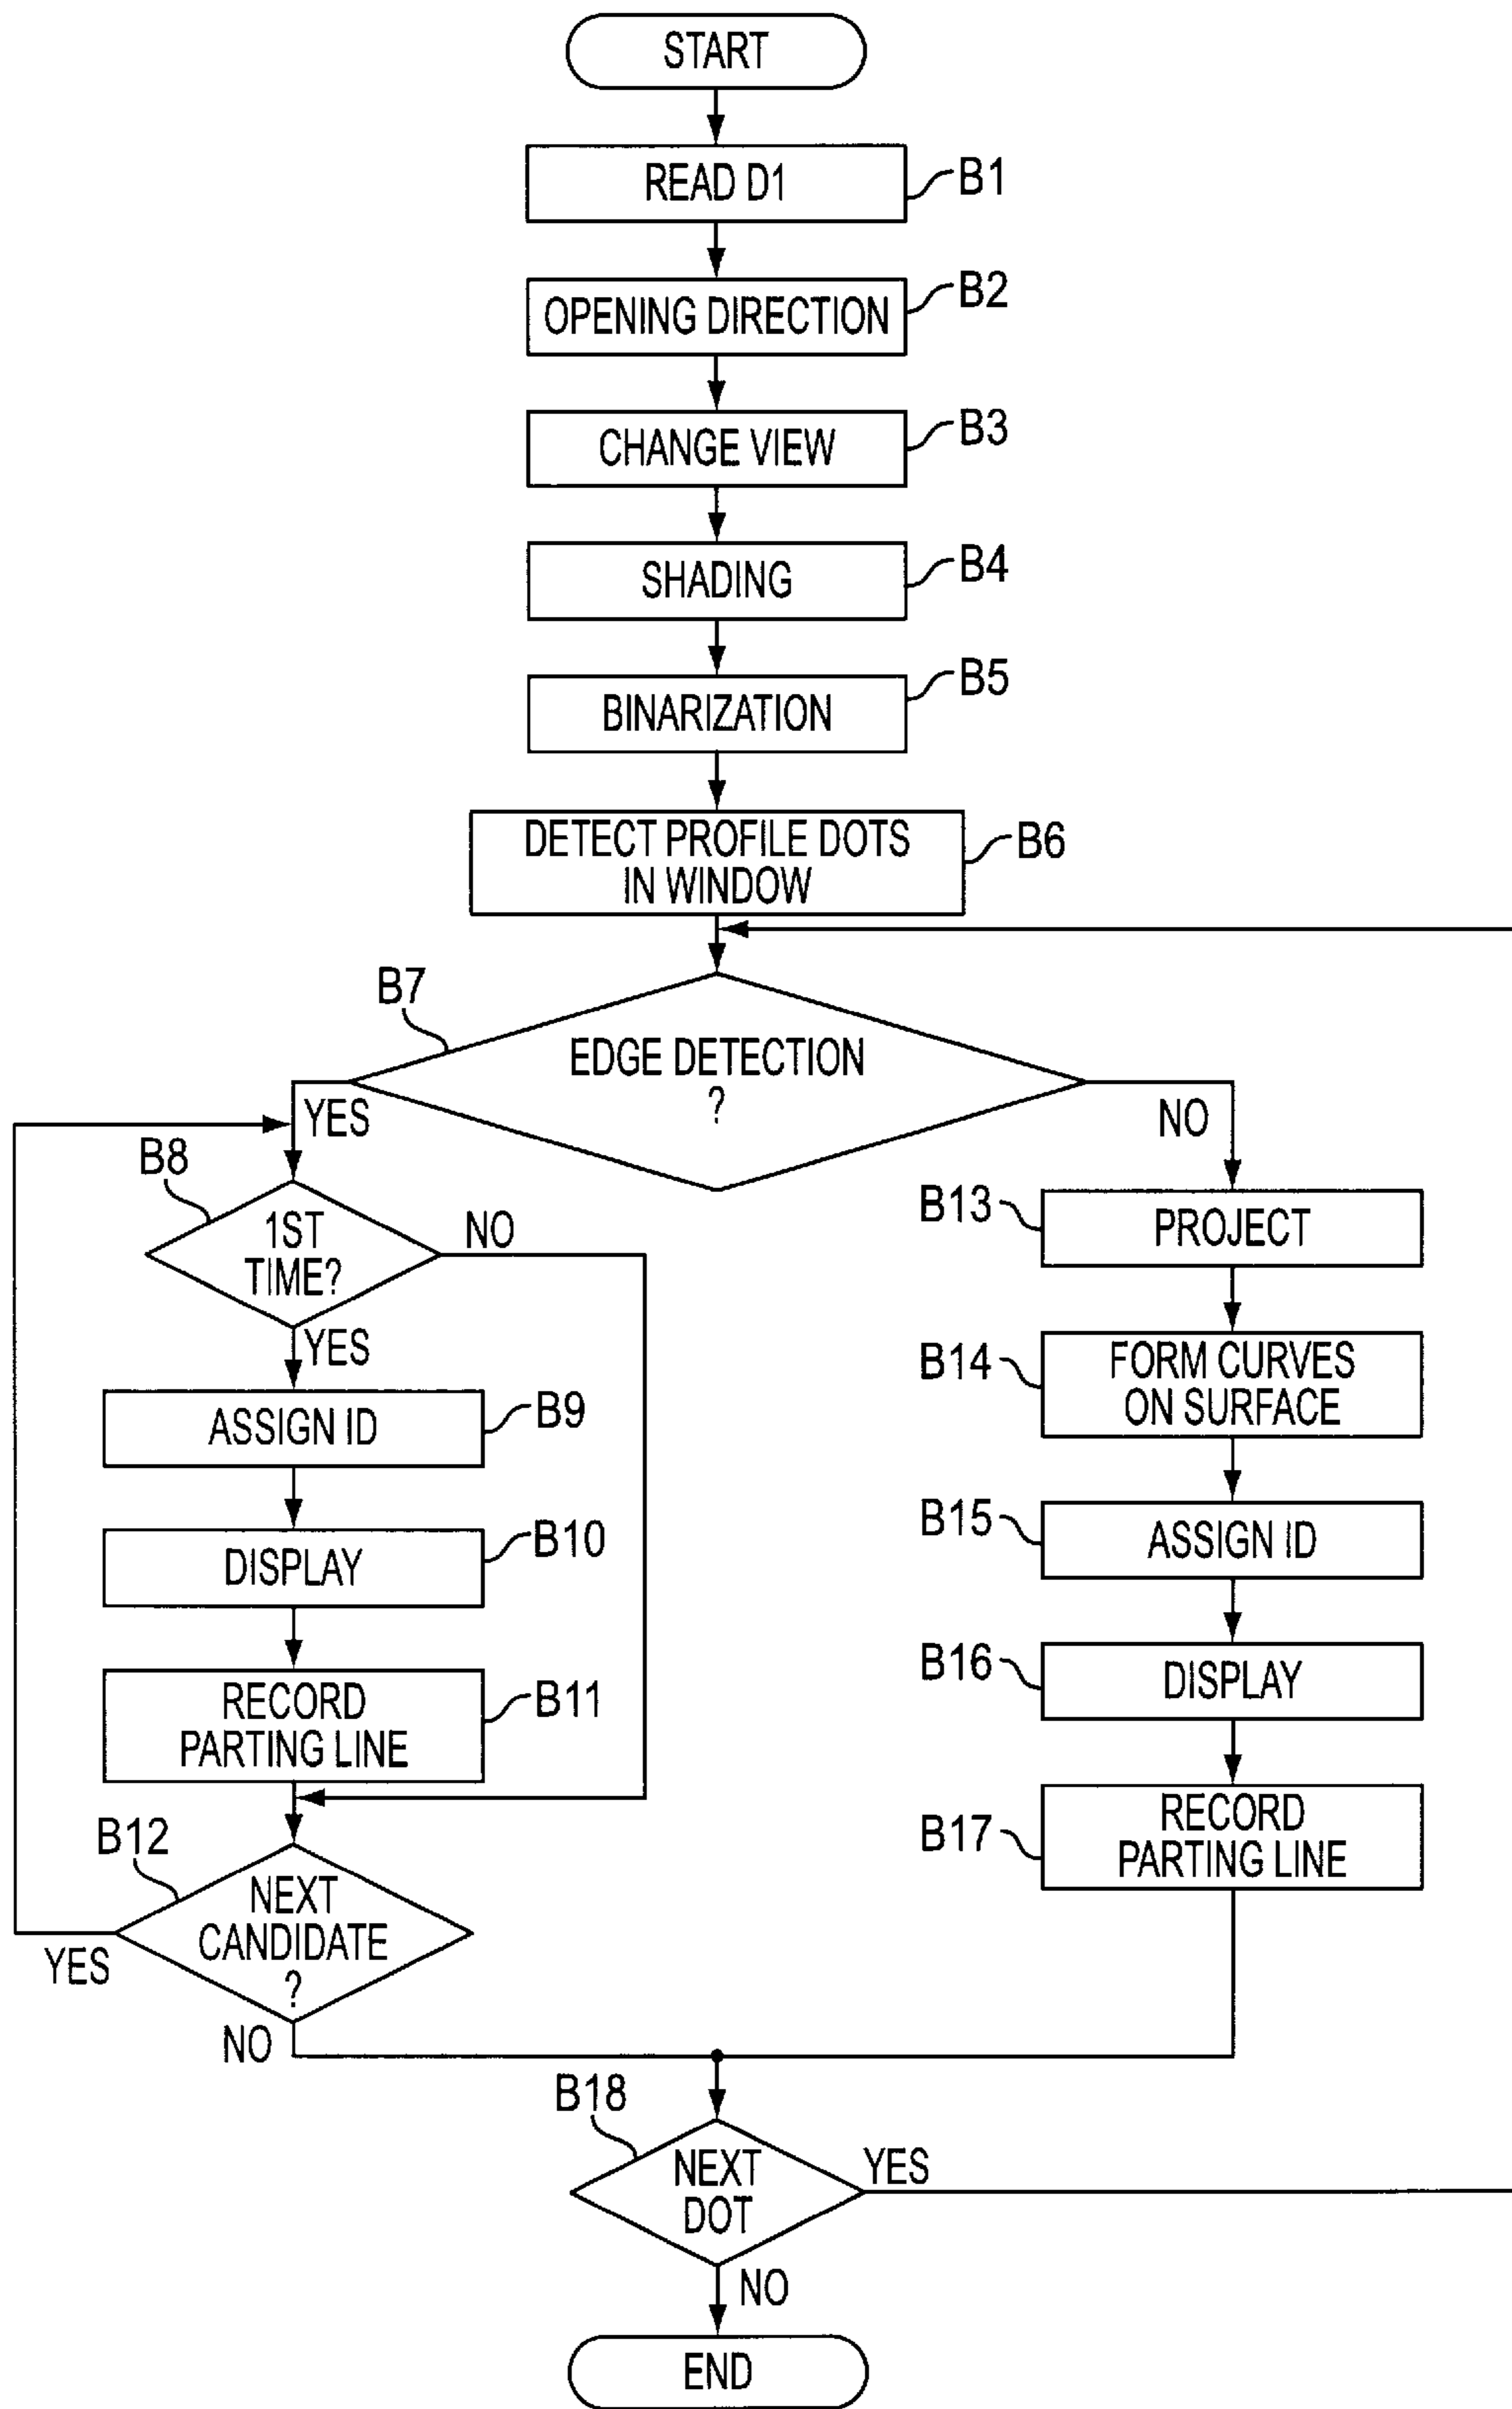 START
READ D1
B1
OPENING DIRECTION
B2
CHANGE VIEW
B3
SHADING
B4
BINARIZATION
B5
DETECT PROFILE DOTS
IN WINDOW
B6
B7
EDGE DETECTION
?
YES
NO
B8
1ST
TIME?
NO
YES
ASSIGN ID
B9
DISPLAY
B10
RECORD
PARTING LINE
B11
B12
NEXT
CANDIDATE
?
YES
NO
B13
PROJECT
B14
FORM CURVES
ON SURFACE
B15
ASSIGN ID
B16
DISPLAY
B17
RECORD
PARTING LINE
B18
NEXT
DOT
YES
NO
END